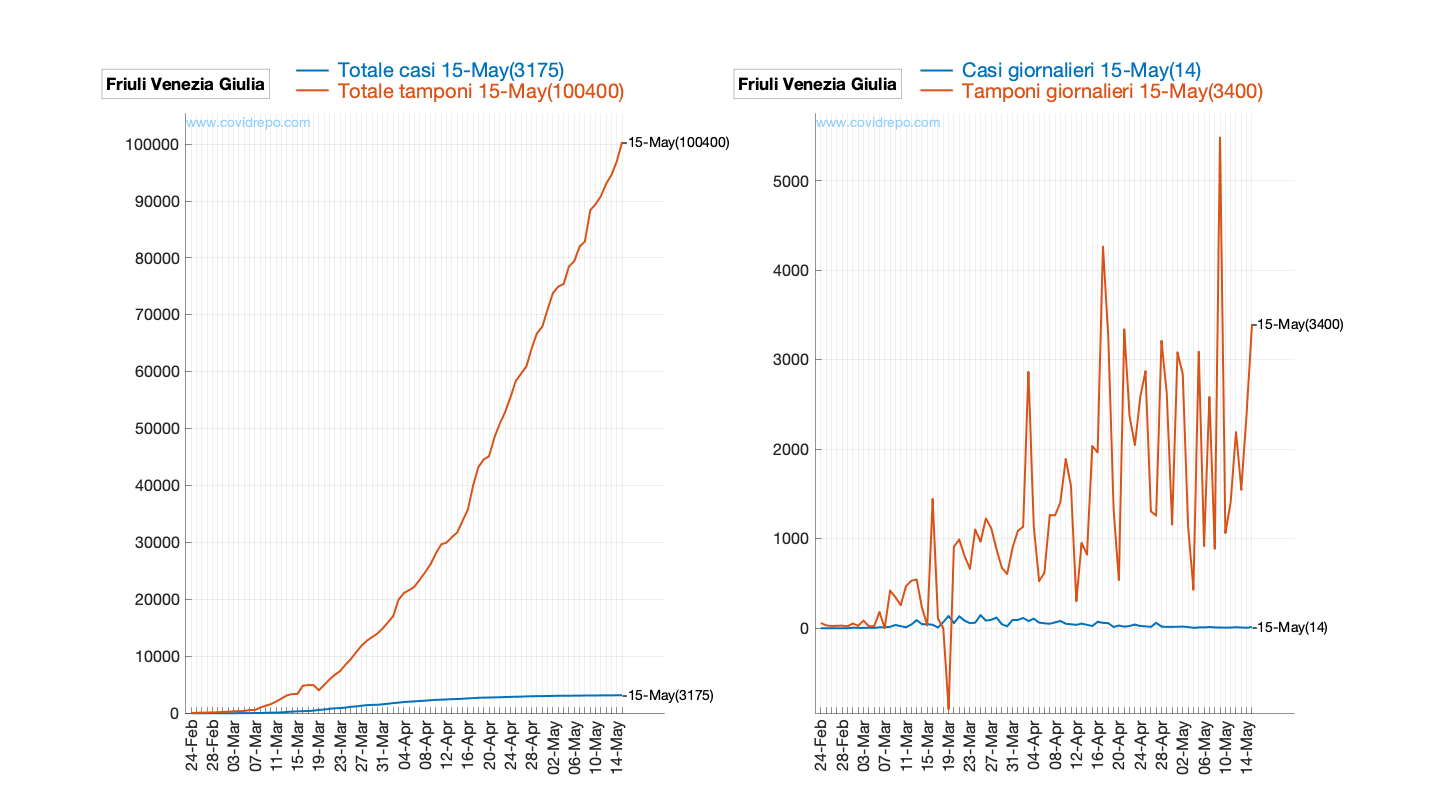 Friuli Venezia Giulia
Totale casi 15-May(3175)
Totale tamponi 15-May(100400)
www.covidrepo.com
15-May(100400)
100000
90000
80000
70000
60000
50000
40000
30000
20000
10000
0
15-May(3175)
24-Feb
28-Feb
03-Mar
07-Mar
11-Mar
15-Mar
19-Mar
23-Mar
27-Mar
31-Mar
04-Apr
08-Apr
12-Apr
16-Apr
20-Apr
24-Apr
28-Apr
02-May
06-May
10-May
14-May
Friuli Venezia Giulia
Casi giornalieri 15-May(14)
Tamponi giornalieri 15-May(3400)
www.covidrepo.com
5000
4000
3000
2000
1000
0
15-May(3400)
15-May(14)
24-Feb
28-Feb
03-Mar
07-Mar
11-Mar
15-Mar
19-Mar
23-Mar
27-Mar
31-Mar
04-Apr
08-Apr
12-Apr
16-Apr
20-Apr
24-Apr
28-Apr
02-May
06-May
10-May
14-May